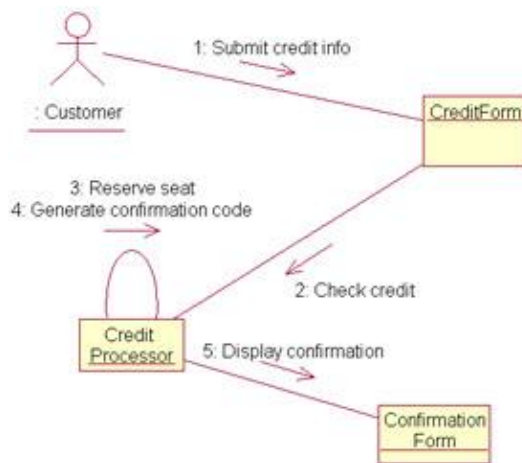 1: Submit credit info
: Customer
CreditForm
3: Reserve seat
4: Generate confirmation code
2: Check credit
Credit
Processor
5: Display confirmation
Confirmation
Form